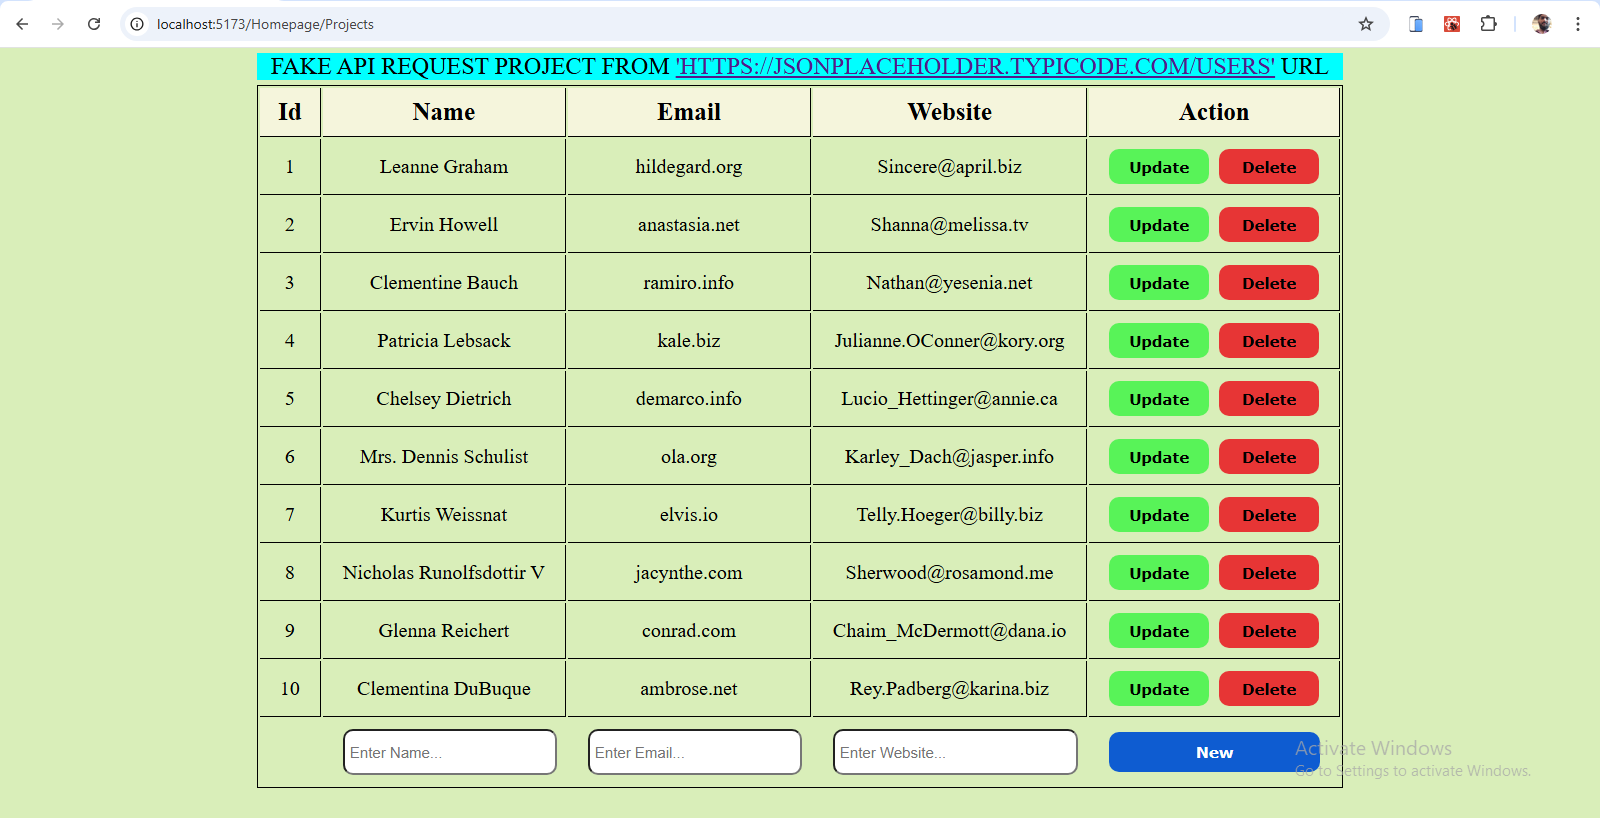 localhost:5173/Homepage/Projects
FAKE API REQUEST PROJECT FROM 'HTTPS://JSONPLACEHOLDER.TYPICODE.COM/USERS' URL
Id Name Email Website Action
1 Leanne Graham hildegard.org Sincere@april.biz Update Delete
2 Ervin Howell anastasia.net Shanna@melissa.tv Update Delete
3 Clementine Bauch ramiro.info Nathan@yesenia.net Update Delete
4 Patricia Lebsack kale.biz Julianne.OConner@kory.org Update Delete
5 Chelsey Dietrich demarco.info Lucio_Hettinger@annie.ca Update Delete
6 Mrs. Dennis Schulist ola.org Karley_Dach@jasper.info Update Delete
7 Kurtis Weissnat elvis.io Telly.Hoeger@billy.biz Update Delete
8 Nicholas Runolfsdottir V jacynthe.com Sherwood@rosamond.me Update Delete
9 Glenna Reichert conrad.com Chaim_McDermott@dana.io Update Delete
10 Clementina DuBuque ambrose.net Rey.Padberg@karina.biz Update Delete
Enter Name... Enter Email... Enter Website... New
Activate Windows
Go to Settings to activate Windows.